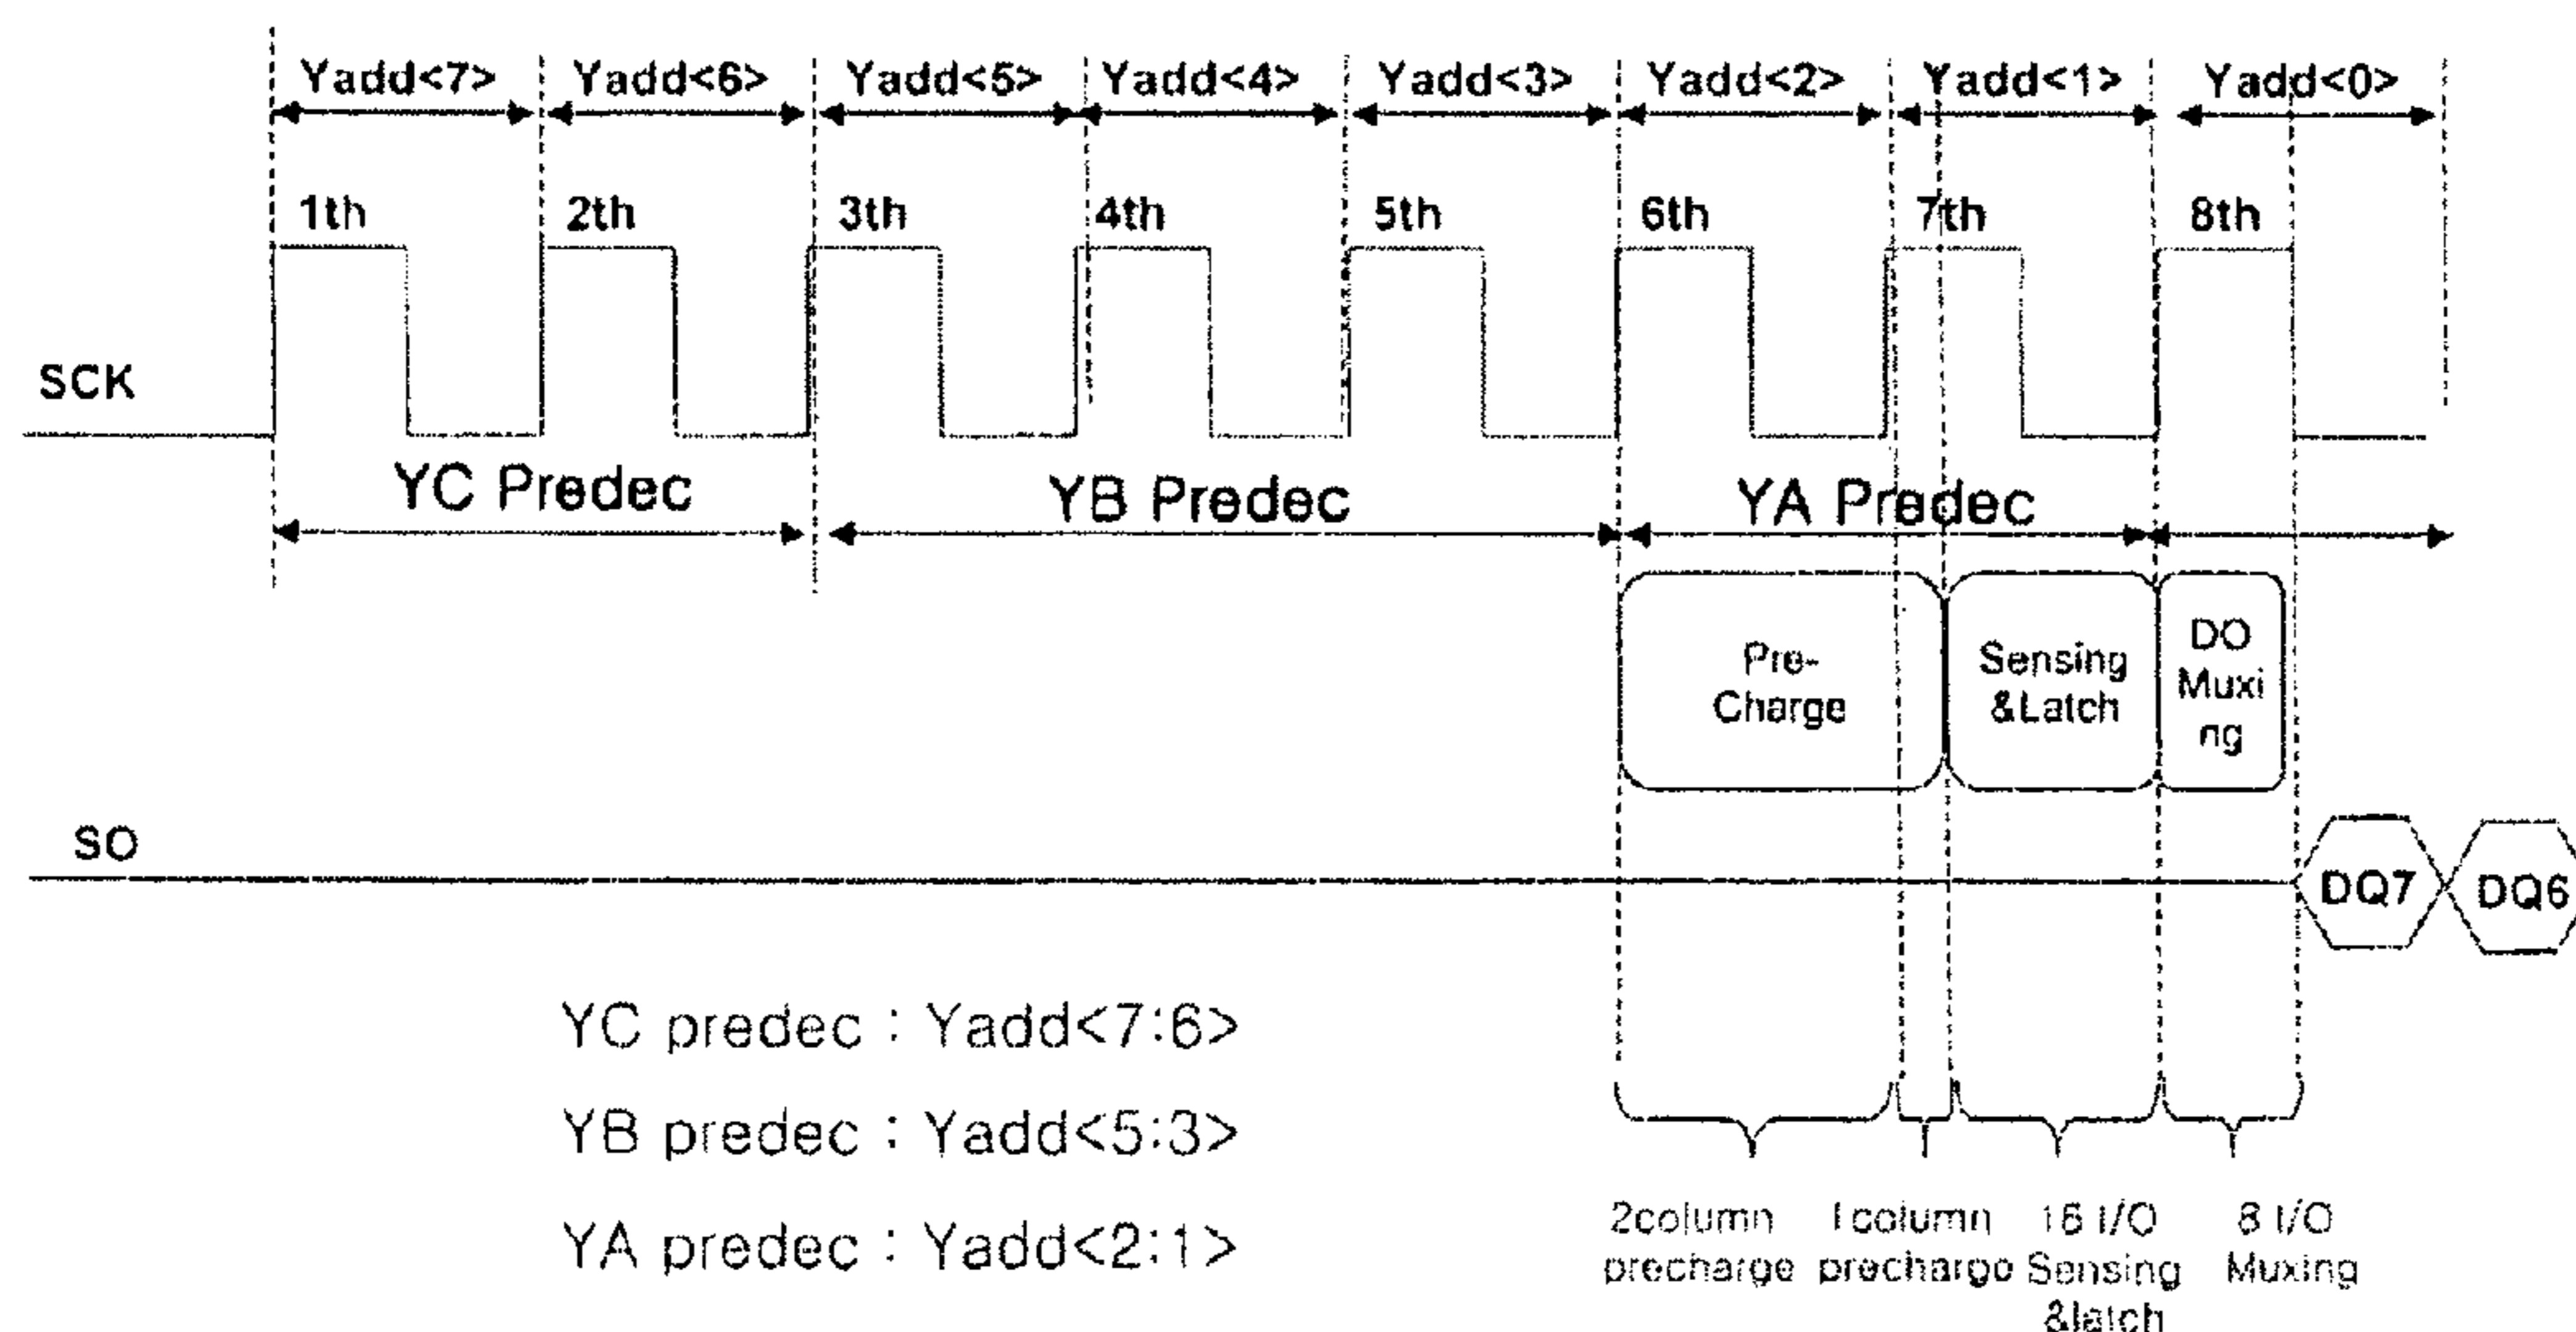 Yadd<7> Yadd<6> Yadd<5> Yadd<4> Yadd<3> Yadd<2> Yadd<1> Yadd<0>
1th 2th 3th 4th 5th 6th 7th 8th
SCK
YC Predec YB Predec YA Predec
Pre-
Charge
Sensing
&Latch
DO
Muxi
ng
SO
DQ7 DQ6
YC predec : Yadd<7:6>
YB predec : Yadd<5:3>
YA predec : Yadd<2:1>
2column
precharge
1column
precharge
16 I/O
Sensing
&latch
8 I/O
Muxing